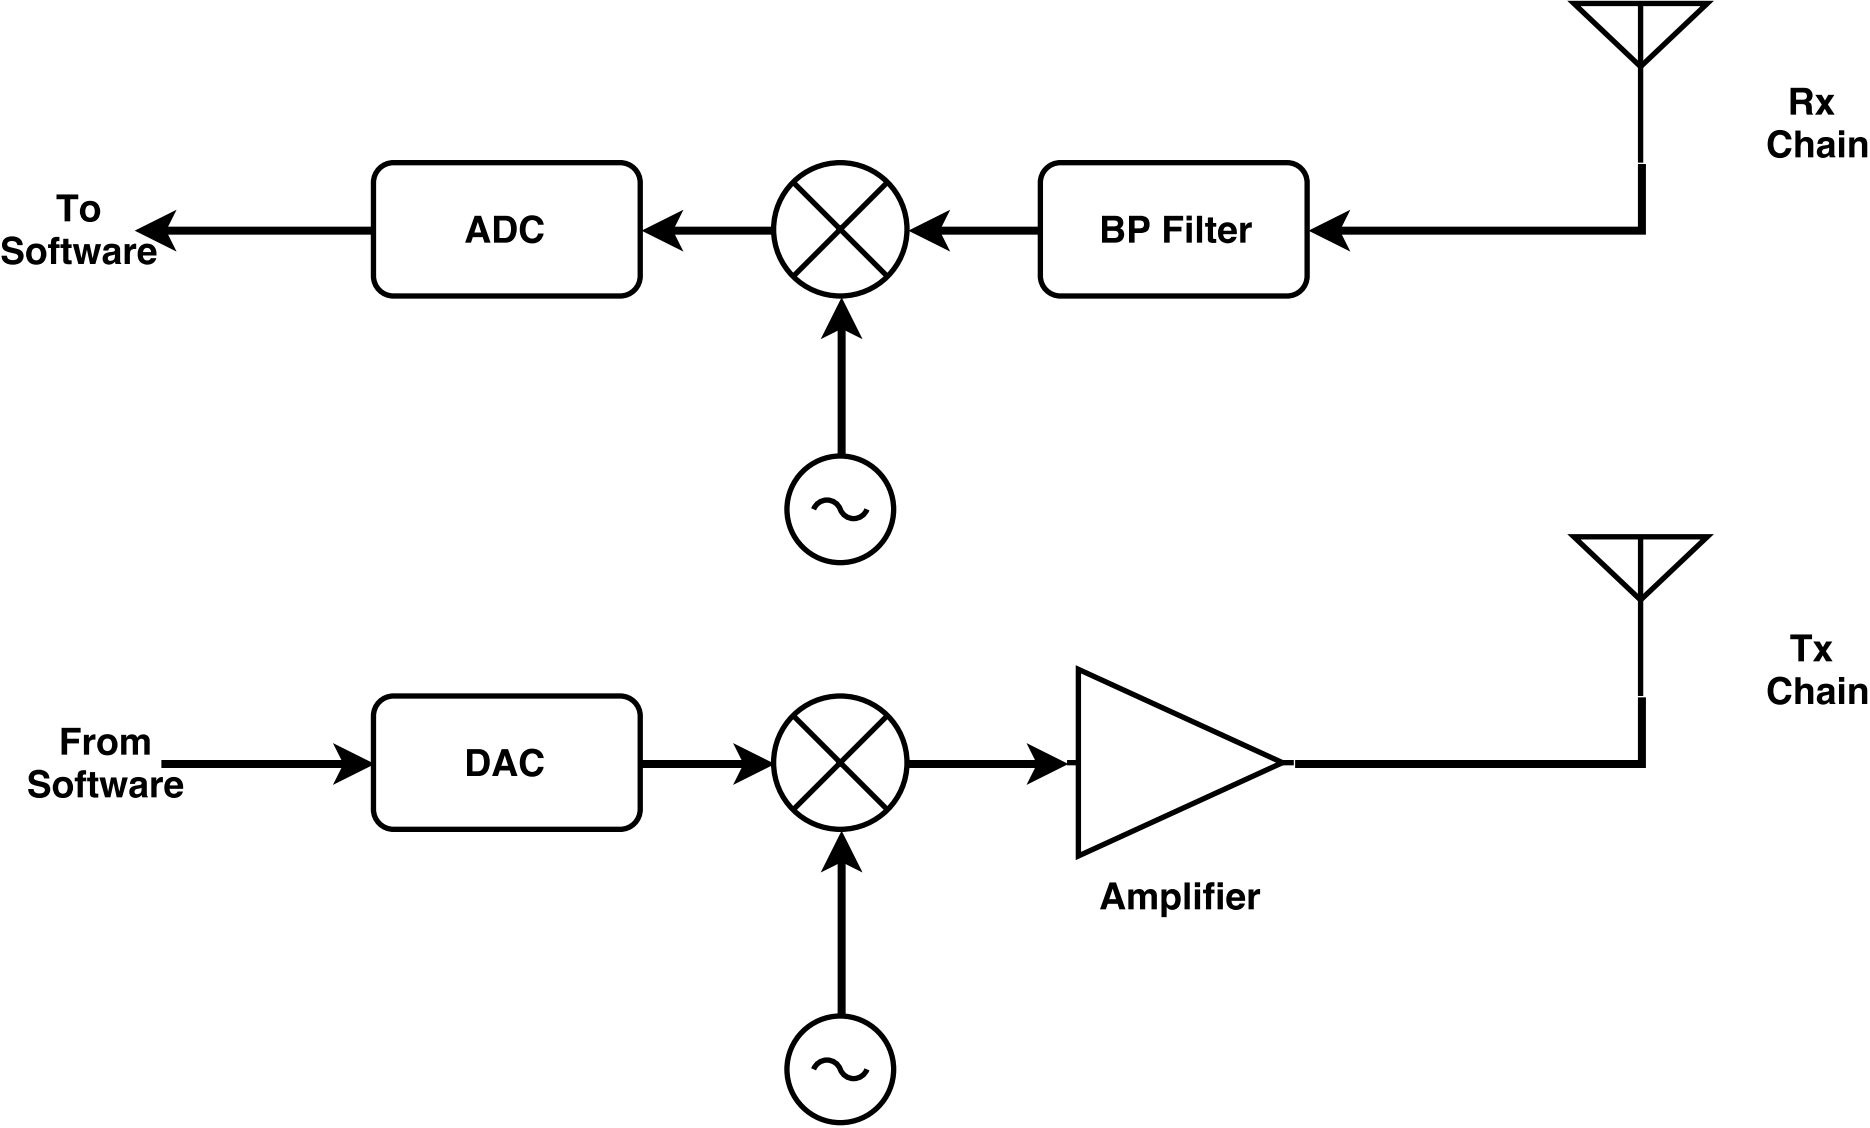 Rx
Chain
To
Software
ADC
BP Filter
Tx
Chain
From
Software
DAC
Amplifier